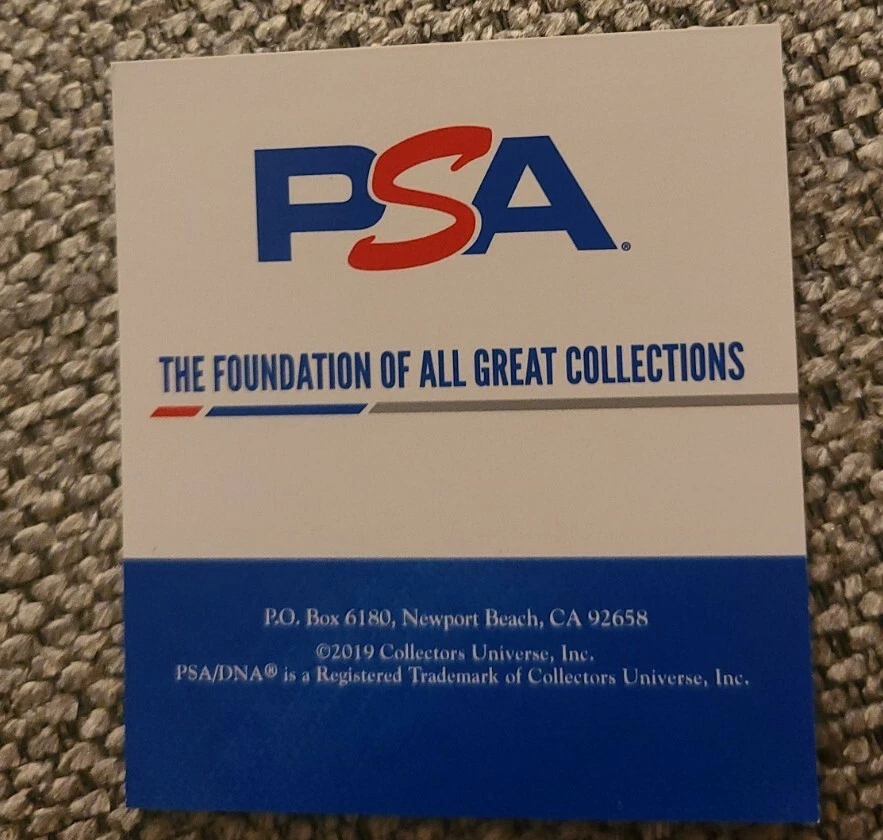 PSA®
THE FOUNDATION OF ALL GREAT COLLECTIONS
P.O. Box 6180, Newport Beach, CA 92658
©2019 Collectors Universe, Inc.
PSA/DNA® is a Registered Trademark of Collectors Universe, Inc.